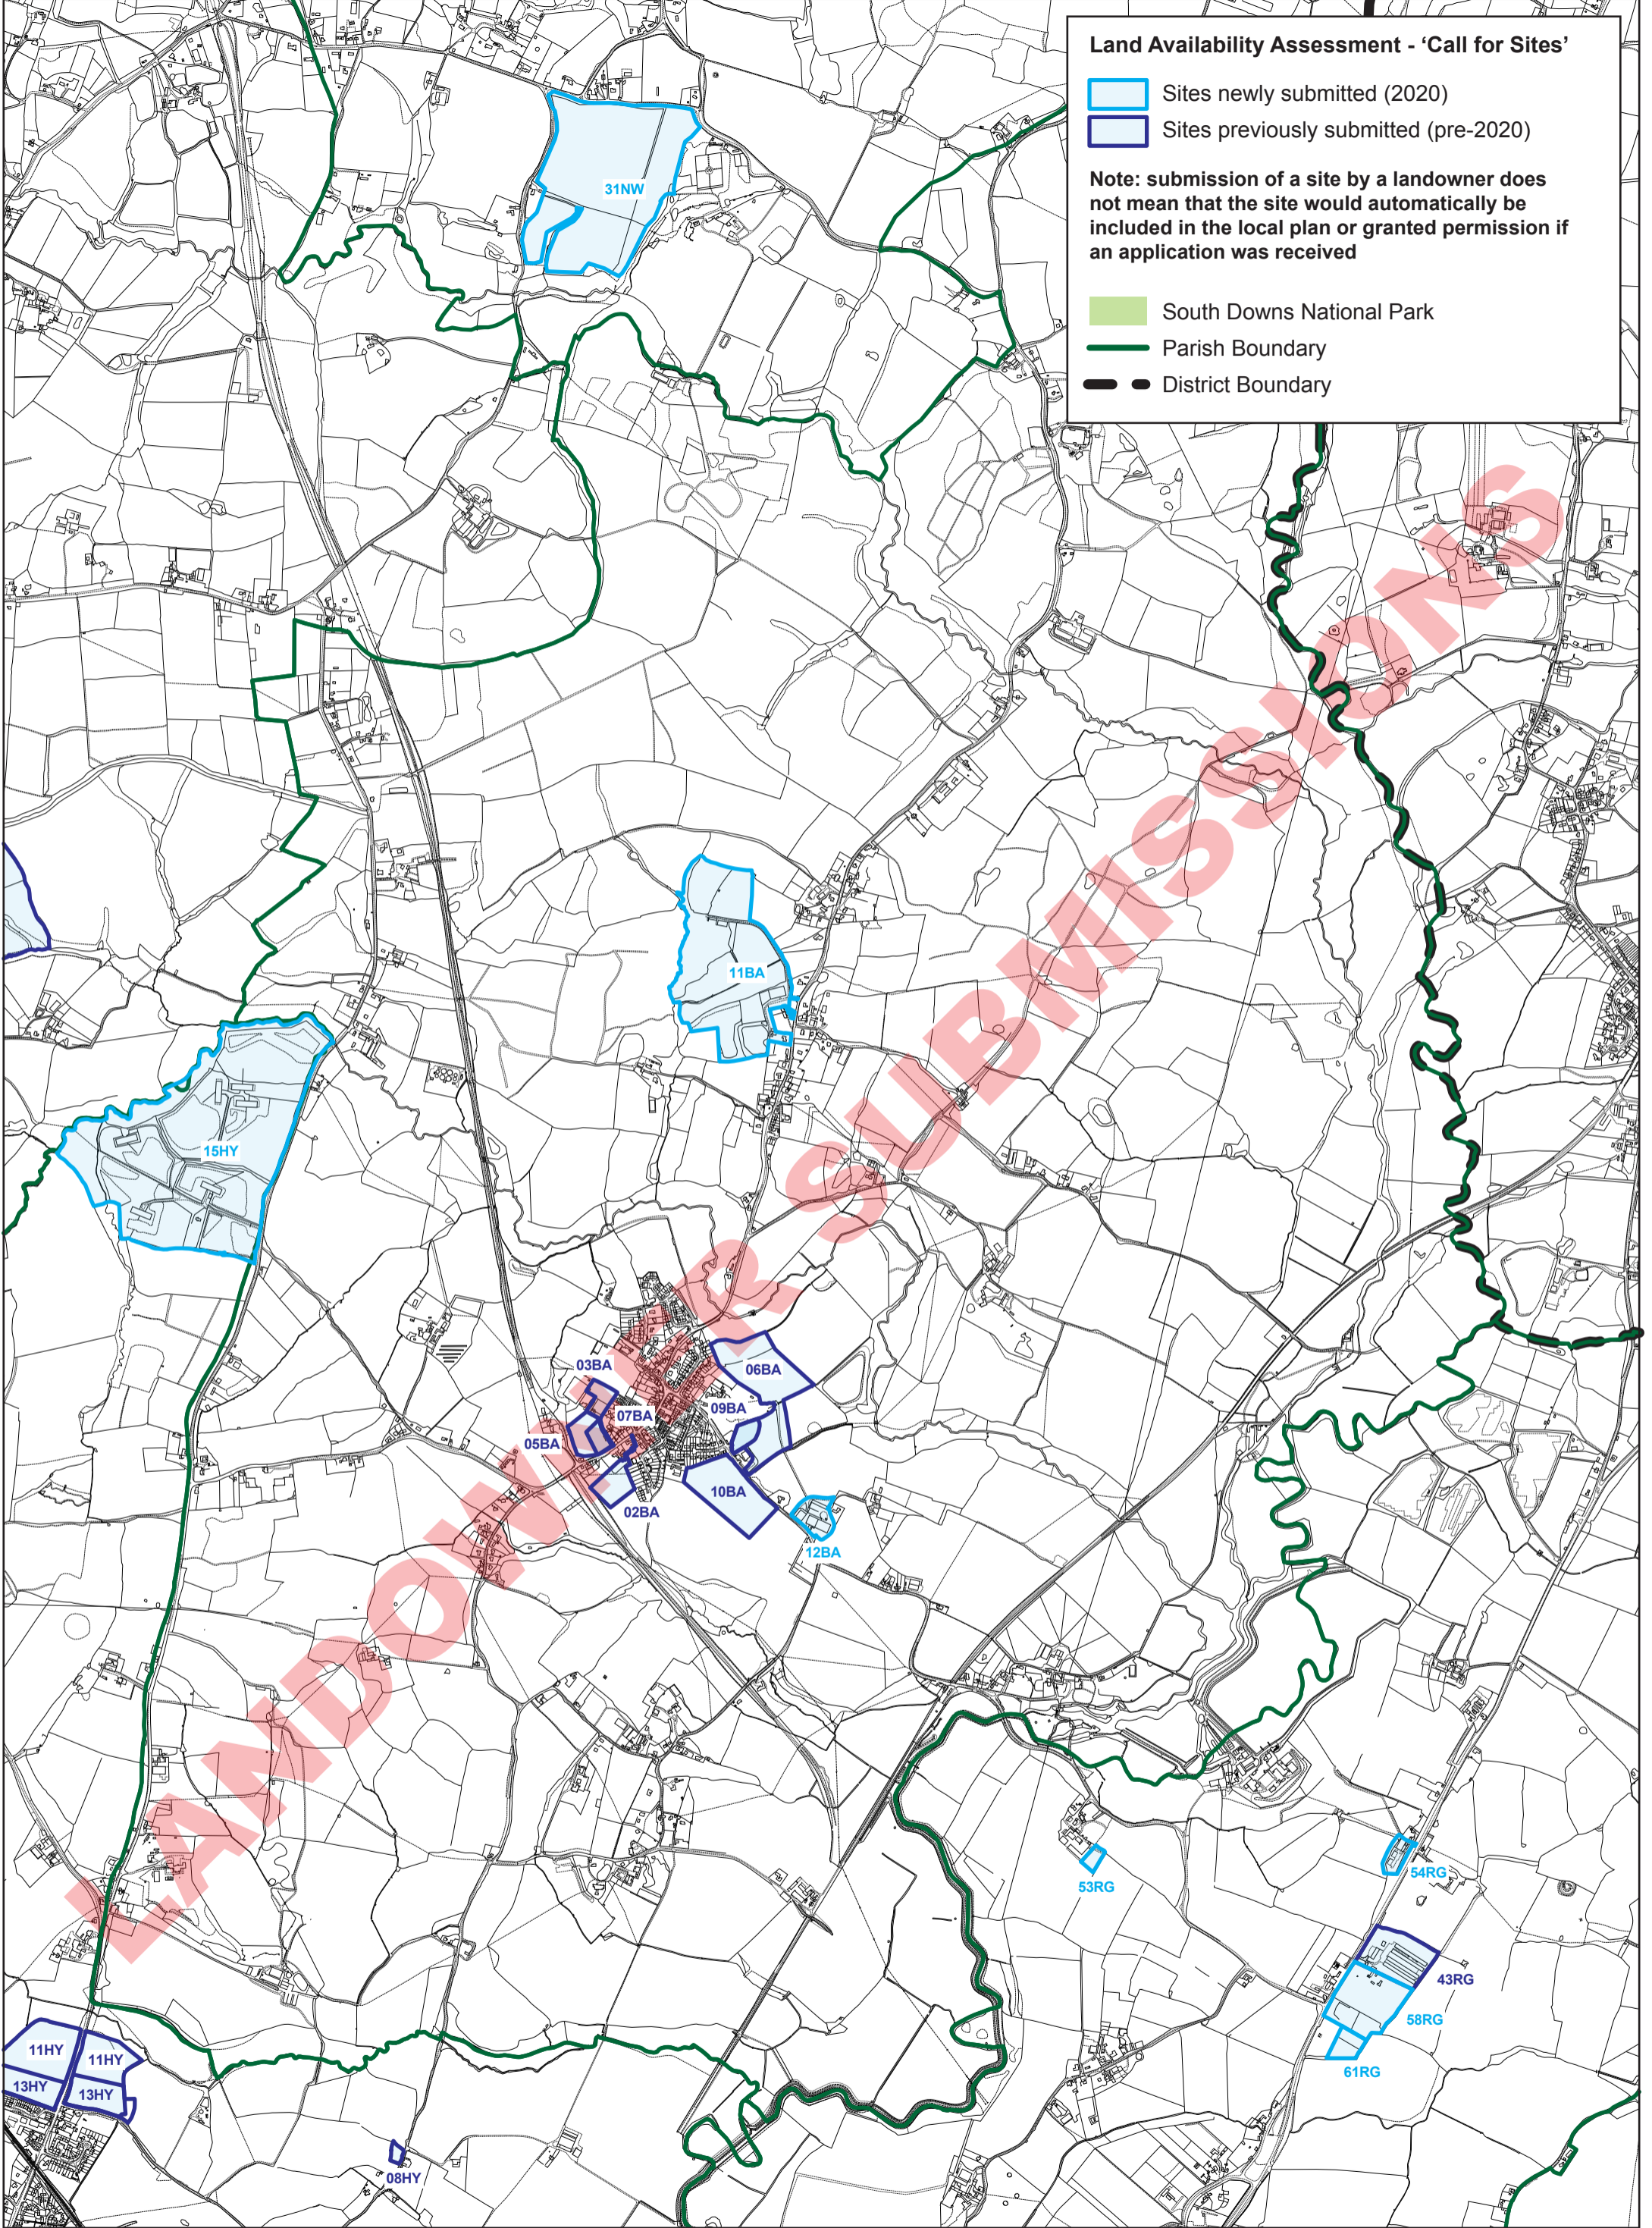 Land Availability Assessment - ‘Call for Sites’
Sites newly submitted (2020)
Sites previously submitted (pre-2020)
Note: submission of a site by a landowner does
not mean that the site would automatically be
included in the local plan or granted permission if
an application was received
South Downs National Park
Parish Boundary
District Boundary
31NW
11BA
15HY
03BA
06BA
07BA
09BA
05BA
10BA
02BA
12BA
53RG
54RG
43RG
58RG
61RG
11HY
11HY
13HY
13HY
08HY
LANDOWNER SUBMISSIONS